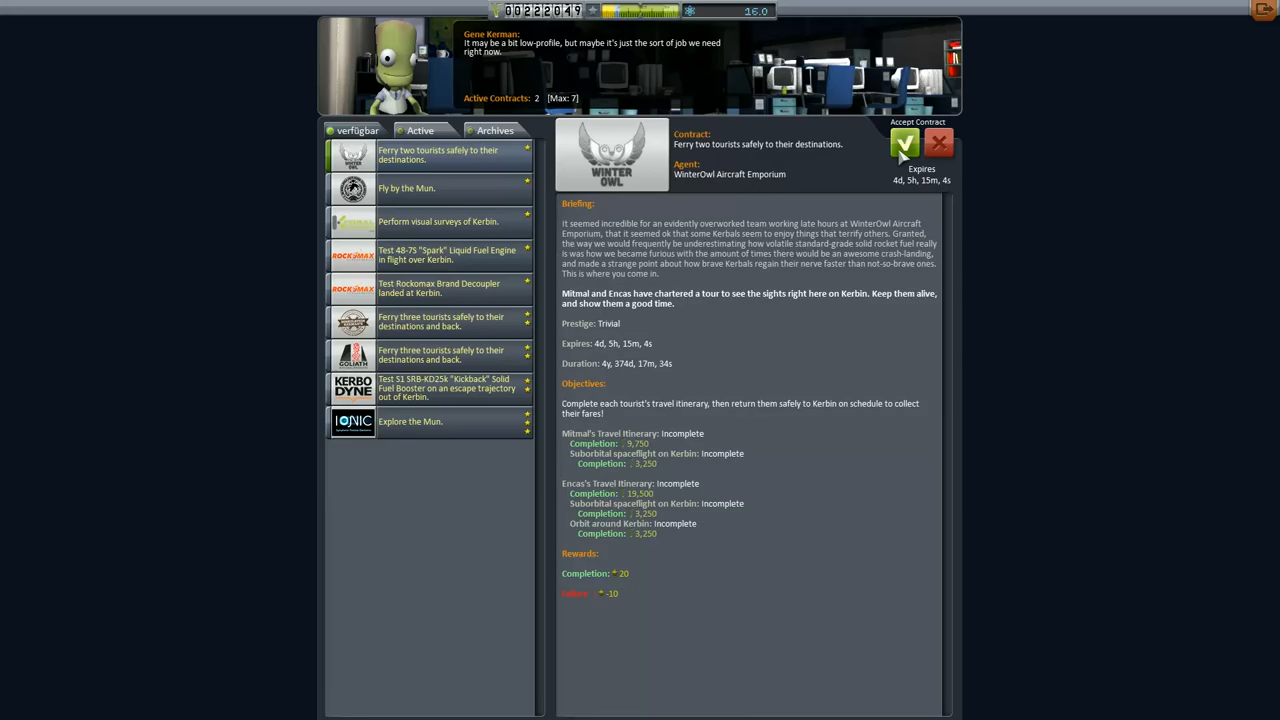 00222049
16.0
Gene Kerman:
It may be a bit low-profile, but maybe it's just the sort of job we need
right now.
Active Contracts: 2 [Max: 7]
verfügbar
Active
Archives
Ferry two tourists safely to their
destinations.
Fly by the Mun.
Perform visual surveys of Kerbin.
Test 48-7S "Spark" Liquid Fuel Engine
in flight over Kerbin.
ROCKOMAX
Test Rockomax Brand Decoupler
landed at Kerbin.
ROCKOMAX
Ferry three tourists safely to their
destinations and back.
Ferry three tourists safely to their
destinations and back.
GOLIATH
Test S1 SRB-KD25k "Kickback" Solid
Fuel Booster on an escape trajectory
out of Kerbin.
KERBO
DYNE
Explore the Mun.
IONIC
WINTER
OWL
Contract:
Ferry two tourists safely to their destinations.
Agent:
WinterOwl Aircraft Emporium
Accept Contract
Expires
4d, 5h, 15m, 4s
Briefing:
It seemed incredible for an evidently overworked team working late hours at WinterOwl Aircraft
Emporium, that it seemed ok that some Kerbals seem to enjoy things that terrify others. Granted,
the way we would frequently be underestimating how volatile standard-grade solid rocket fuel really
is was how we became furious with the amount of times there would be an awesome crash-landing,
and made a strange point about how brave Kerbals regain their nerve faster than not-so-brave ones.
This is where you come in.
Mitmal and Encas have chartered a tour to see the sights right here on Kerbin. Keep them alive,
and show them a good time.
Prestige: Trivial
Expires: 4d, 5h, 15m, 4s
Duration: 4y, 374d, 17m, 34s
Objectives:
Complete each tourist's travel itinerary, then return them safely to Kerbin on schedule to collect
their fares!
Mitmal's Travel Itinerary: Incomplete
Completion: 9,750
Suborbital spaceflight on Kerbin: Incomplete
Completion: 3,250
Encas's Travel Itinerary: Incomplete
Completion: 19,500
Suborbital spaceflight on Kerbin: Incomplete
Completion: 3,250
Orbit around Kerbin: Incomplete
Completion: 3,250
Rewards:
Completion: 20
Failure: -10